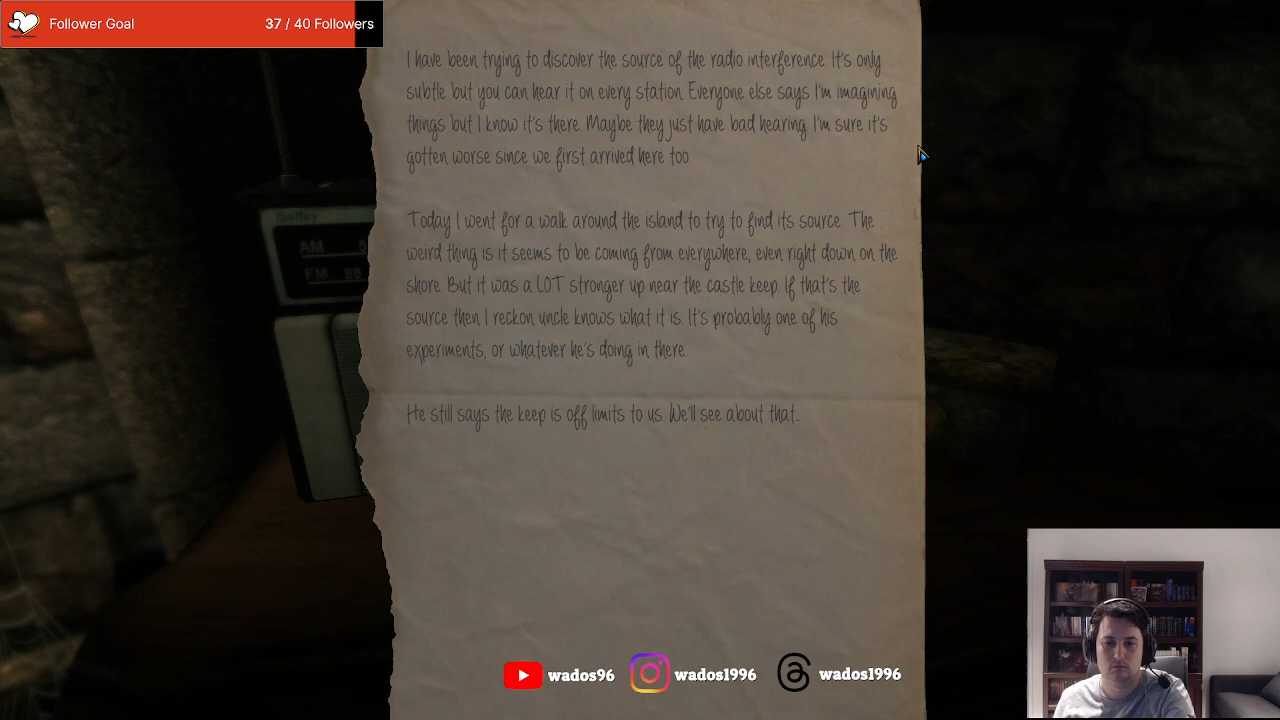 Follower Goal 37 / 40 Followers
I have been trying to discover the source of the radio interference. It's only
subtle but you can hear it on every station. Everyone else says I'm imagining
things but I know it's there. Maybe they just have bad hearing. I'm sure it's
gotten worse since we first arrived here too.
Today I went for a walk around the island to try to find its source. The
weird thing is it seems to be coming from everywhere, even right down on the
shore. But it was a LOT stronger up near the castle keep. If that's the
source then I reckon uncle knows what it is. It's probably one of his
experiments, or whatever he's doing in there.
He still says the keep is off limits to us. We'll see about that...
Goffey
AM 5
FM 88
wados96 wados1996 wados1996